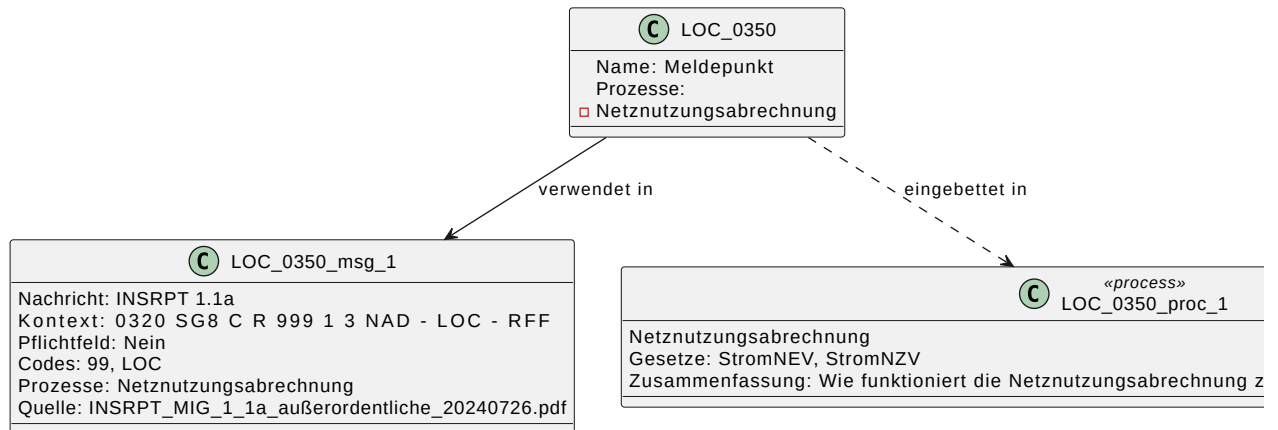 C LOC_0350
Name: Meldepunkt
Prozesse:
Netznutzungsabrechnung
verwendet in
eingebettet in
C LOC_0350_msg_1
Nachricht: INSRPT 1.1a
Kontext: 0320 SG8 C R 999 1 3 NAD - LOC - RFF
Pflichtfeld: Nein
Codes: 99, LOC
Prozesse: Netznutzungsabrechnung
Quelle: INSRPT_MIG_1_1a_außerordentliche_20240726.pdf
«process»
C LOC_0350_proc_1
Netznutzungsabrechnung
Gesetze: StromNEV, StromNZV
Zusammenfassung: Wie funktioniert die Netznutzungsabrechnung z